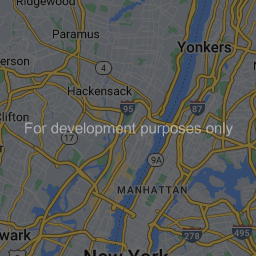 Ridgewood
Paramus
Yonkers
erson
4
Hackensack
95
87
Clifton
For development purposes only
17
9A
MANHATTAN
278
495
wark
New York